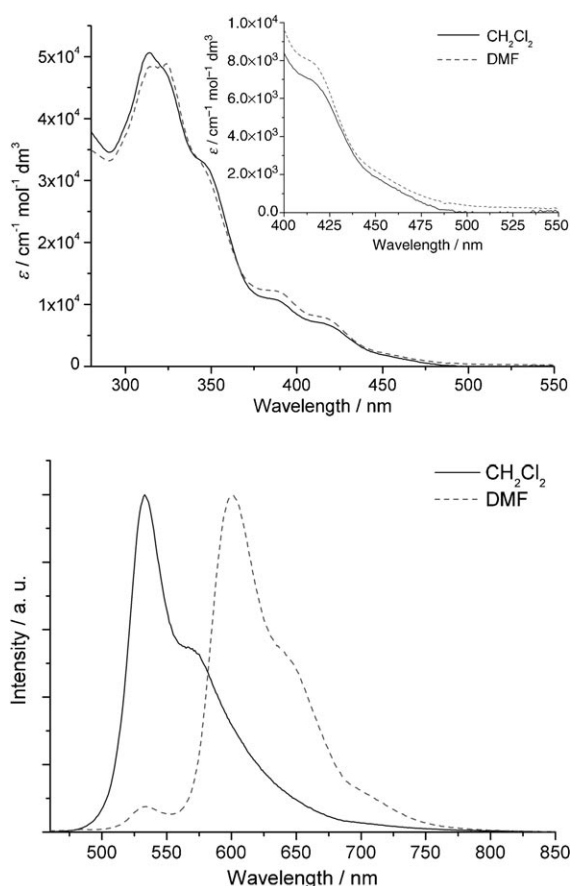 5x10⁴
4x10⁴
3x10⁴
2x10⁴
1x10⁴
0
ε / cm⁻¹ mol⁻¹ dm³
300 350 400 450 500 550
Wavelength / nm
1.0×10⁴
8.0×10³
6.0×10³
4.0×10³
2.0×10³
0.0
ε / cm⁻¹ mol⁻¹ dm³
400 425 450 475 500 525 550
Wavelength / nm
CH₂Cl₂
DMF
CH₂Cl₂
DMF
Intensity / a. u.
500 550 600 650 700 750 800 850
Wavelength / nm